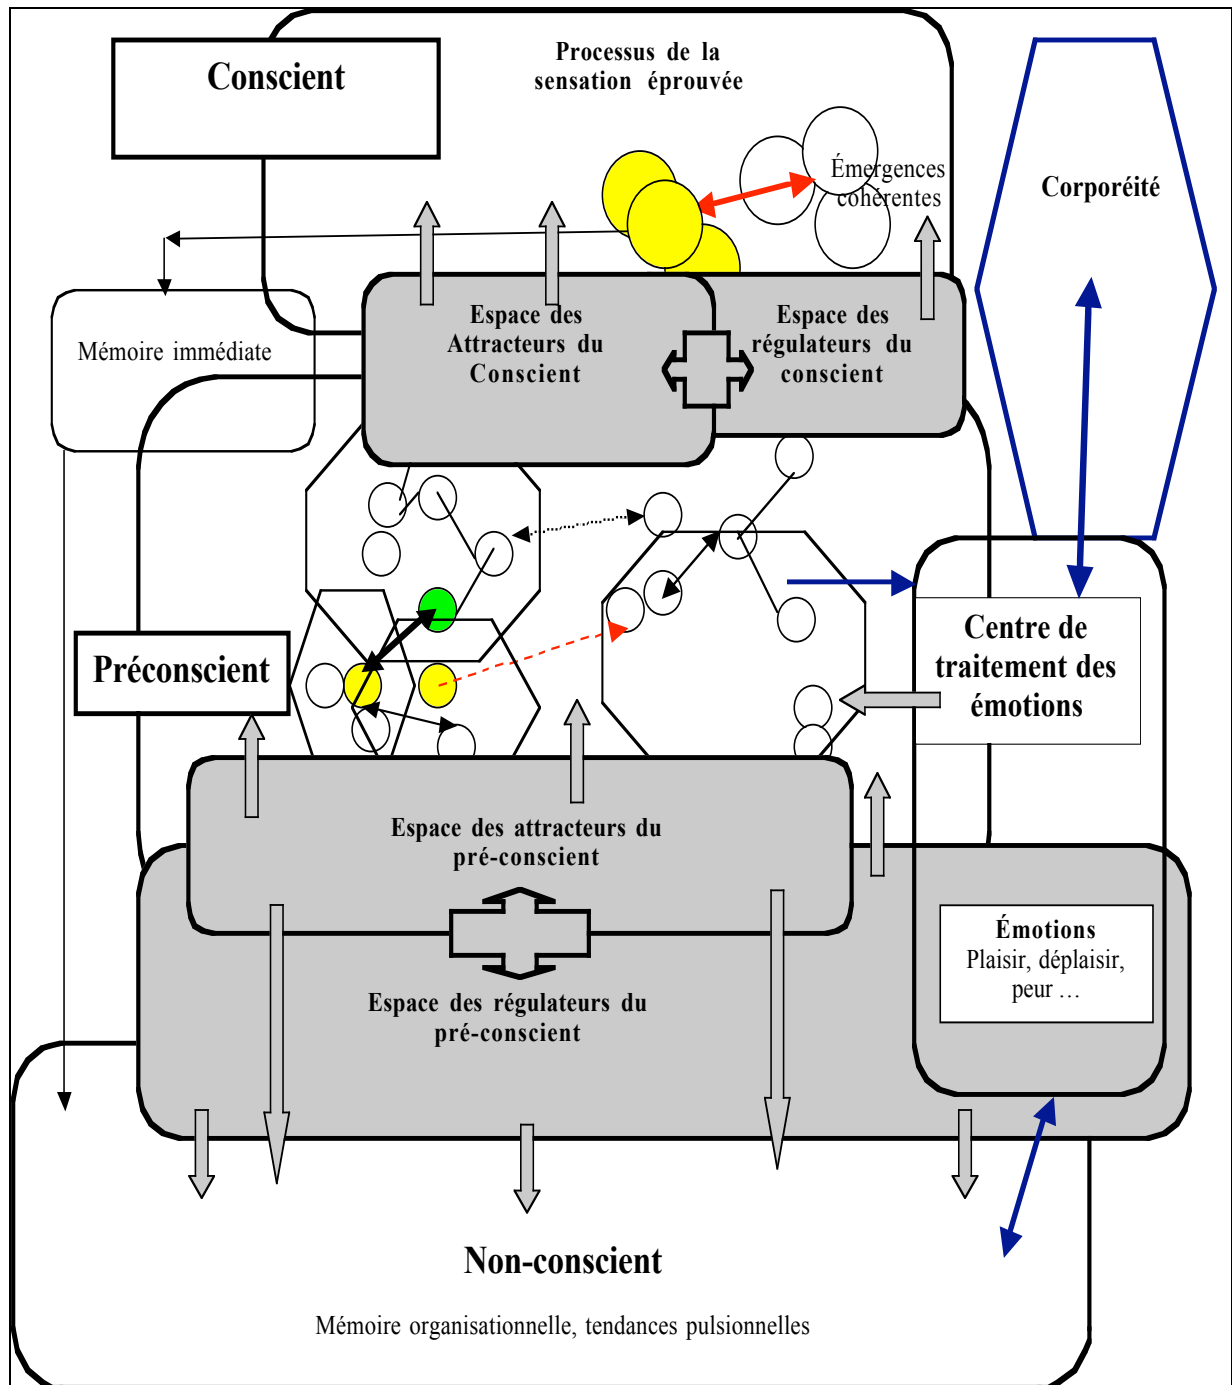 Conscient
Processus de la
sensation éprouvée
Émergences
cohérentes
Corporéité
Mémoire immédiate
Espace des
Attracteurs du
Conscient
Espace des
régulateurs du
conscient
Préconscient
Centre de
traitement des
émotions
Espace des attracteurs du
pré-conscient
Espace des régulateurs du
pré-conscient
Émotions
Plaisir, déplaisir,
peur …
Non-conscient
Mémoire organisationnelle, tendances pulsionnelles